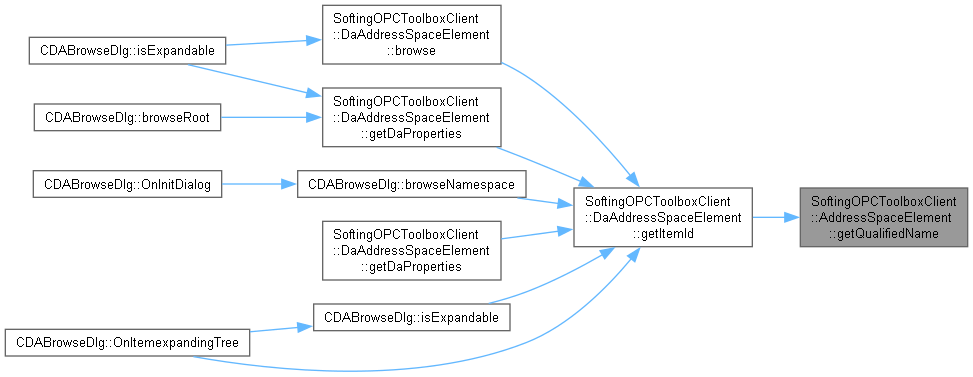 SoftingOPCToolboxClient
::DaAddressSpaceElement
::browse
CDABrowseDlg::isExpandable
SoftingOPCToolboxClient
::DaAddressSpaceElement
::getDaProperties
CDABrowseDlg::browseRoot
CDABrowseDlg::OnInitDialog
CDABrowseDlg::browseNamespace
SoftingOPCToolboxClient
::DaAddressSpaceElement
::getItemId
SoftingOPCToolboxClient
::AddressSpaceElement
::getQualifiedName
SoftingOPCToolboxClient
::DaAddressSpaceElement
::getDaProperties
CDABrowseDlg::isExpandable
CDABrowseDlg::OnItemexpandingTree